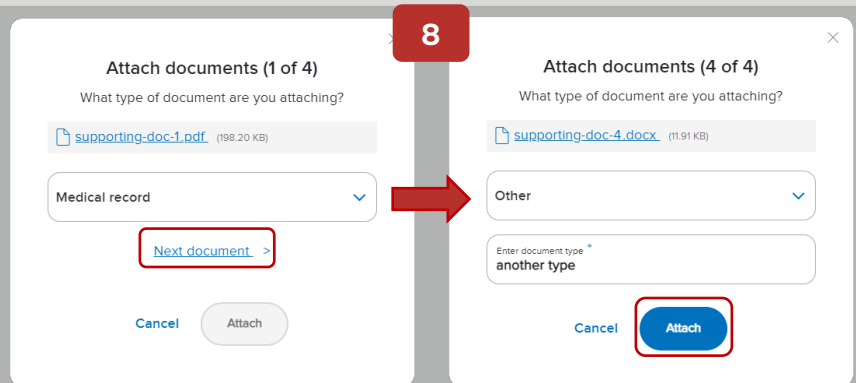 8
Attach documents (1 of 4)
What type of document are you attaching?
supporting-doc-1.pdf (198.20 KB)
Medical record
Next document >
Cancel Attach
Attach documents (4 of 4)
What type of document are you attaching?
supporting-doc-4.docx (11.91 KB)
Other
Enter document type *
another type
Cancel Attach